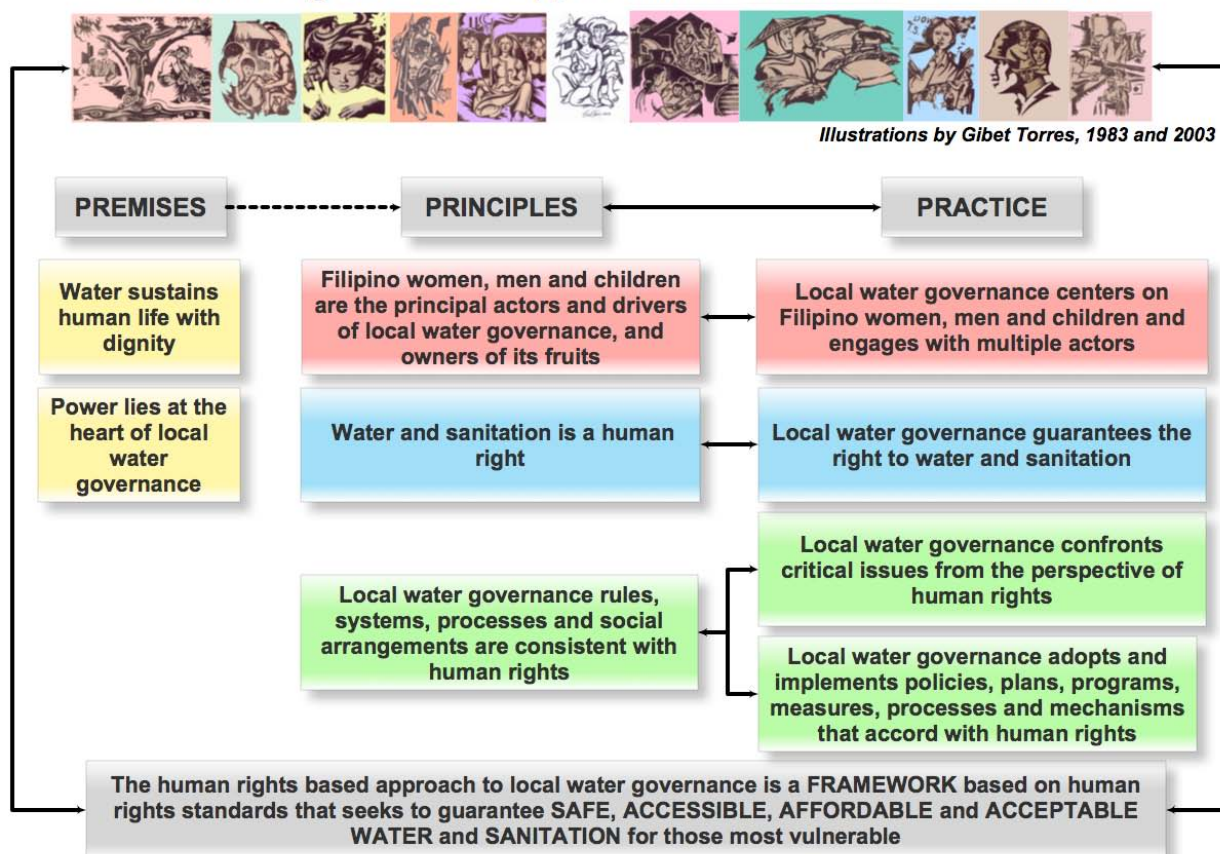 Illustrations by Gibet Torres, 1983 and 2003
PREMISES
PRINCIPLES
PRACTICE
Water sustains
human life with
dignity
Filipino women, men and children
are the principal actors and drivers
of local water governance, and
owners of its fruits
Local water governance centers on
Filipino women, men and children and
engages with multiple actors
Power lies at the
heart of local
water
governance
Water and sanitation is a human
right
Local water governance guarantees the
right to water and sanitation
Local water governance rules,
systems, processes and social
arrangements are consistent with
human rights
Local water governance confronts
critical issues from the perspective of
human rights
Local water governance adopts and
implements policies, plans, programs,
measures, processes and mechanisms
that accord with human rights
The human rights based approach to local water governance is a FRAMEWORK based on human
rights standards that seeks to guarantee SAFE, ACCESSIBLE, AFFORDABLE and ACCEPTABLE
WATER and SANITATION for those most vulnerable